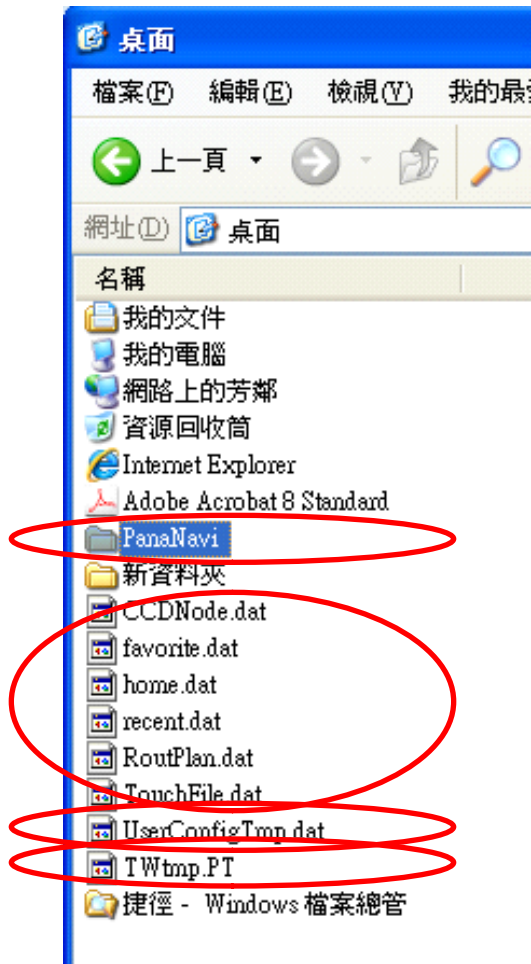 桌面
檔案(F) 編輯(E) 檢視(V) 我的最
上一頁
網址(D) 桌面
名稱
我的文件
我的電腦
網路上的芳鄰
資源回收筒
Internet Explorer
Adobe Acrobat 8 Standard
PanaNavi
新資料夾
CCDNode.dat
favorite.dat
home.dat
recent.dat
RoutPlan.dat
TouchFile.dat
UserConfigTmp.dat
TWtmp.PT
捷徑 - Windows 檔案總管